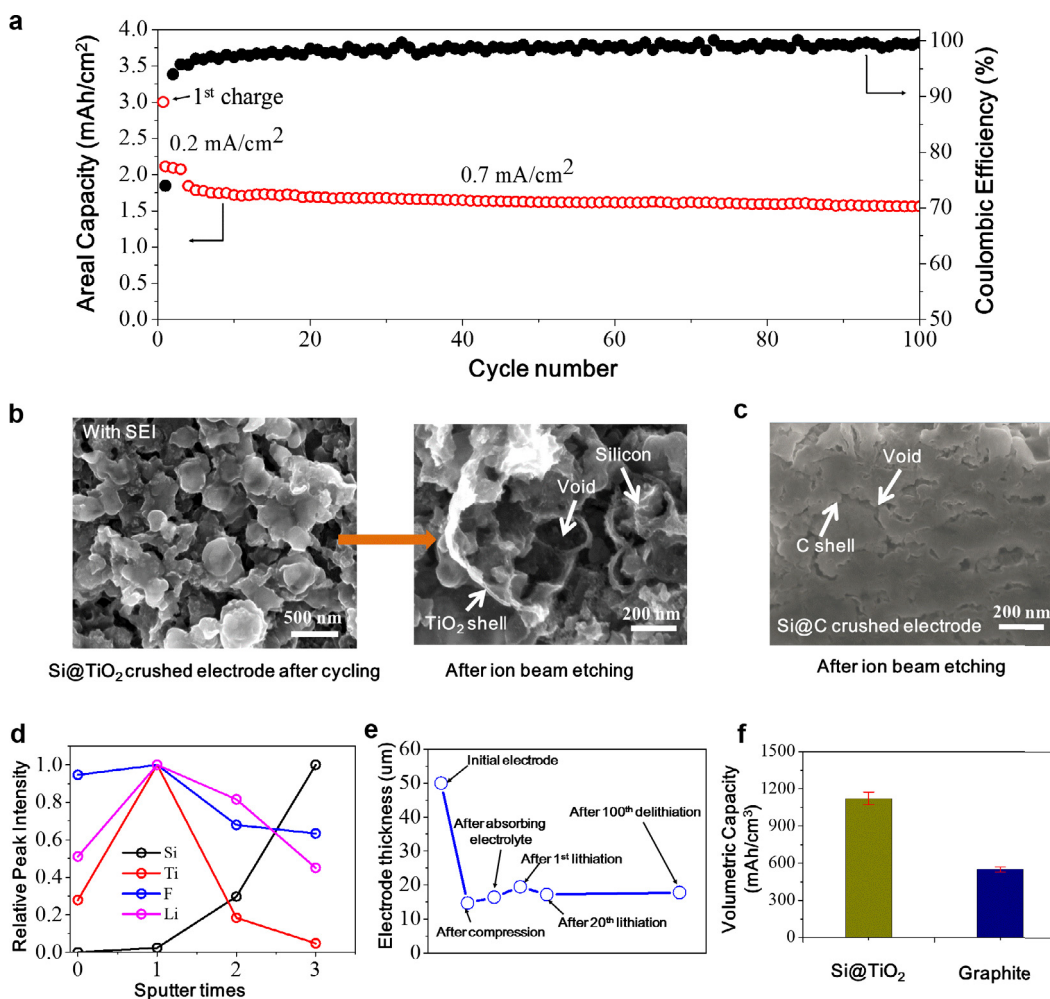 a
4.0
3.5
3.0
2.5
2.0
1.5
1.0
0.5
0.0
Areal Capacity (mAh/cm²)
1st charge
0.2 mA/cm²
0.7 mA/cm²
100
90
80
70
60
50
Coulombic Efficiency (%)
0 20 40 60 80 100
Cycle number
b
With SEI
500 nm
Si@TiO₂ crushed electrode after cycling
Silicon
Void
TiO₂ shell
200 nm
After ion beam etching
c
Void
C shell
200 nm
Si@C crushed electrode
After ion beam etching
d
1.0
0.8
0.6
0.4
0.2
0.0
Relative Peak Intensity
Si
Ti
F
Li
0 1 2 3
Sputter times
e
60
50
40
30
20
10
0
Electrode thickness (um)
Initial electrode
After absorbing
electrolyte
After 100th delithiation
After 1st lithiation
After compression
After 20th lithiation
f
1500
1200
900
600
300
0
Volumetric Capacity
(mAh/cm³)
Si@TiO₂ Graphite